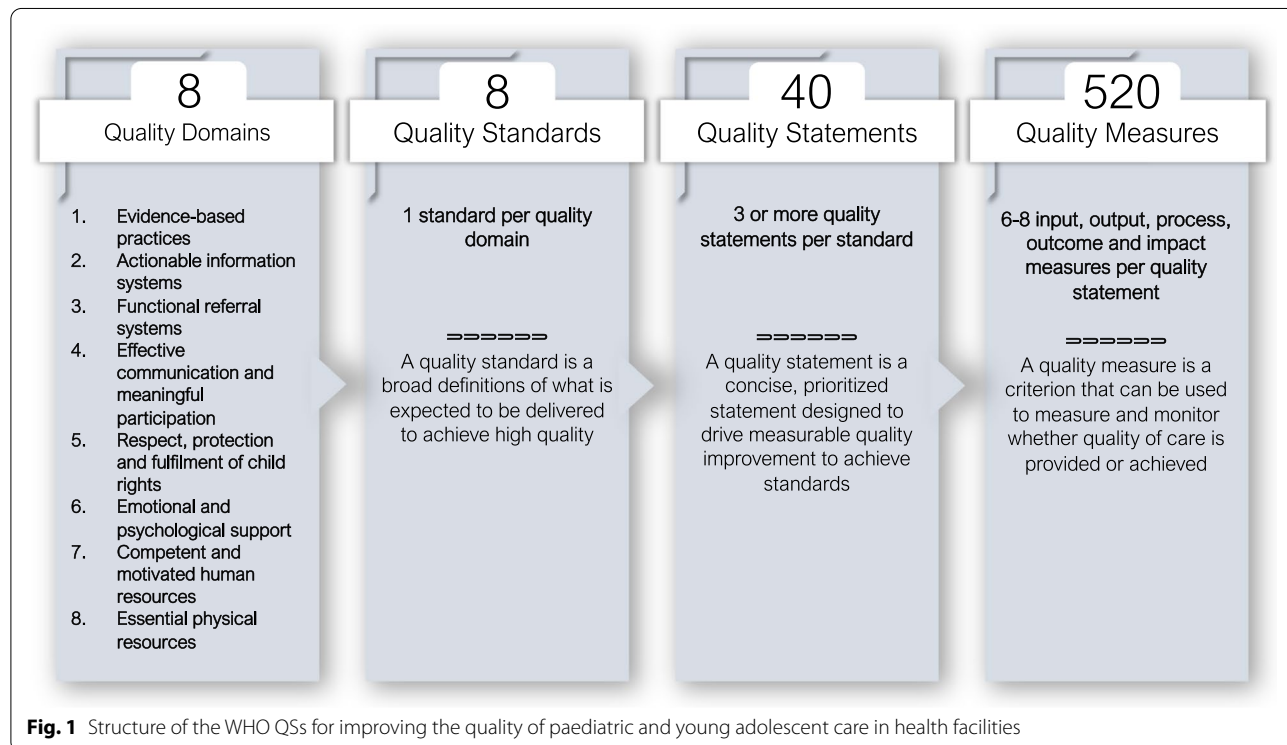 8
Quality Domains
1. Evidence-based
practices
2. Actionable information
systems
3. Functional referral
systems
4. Effective
communication and
meaningful
participation
5. Respect, protection
and fulfilment of child
rights
6. Emotional and
psychological support
7. Competent and
motivated human
resources
8. Essential physical
resources
8
Quality Standards
1 standard per quality
domain
A quality standard is a
broad definitions of what is
expected to be delivered
to achieve high quality
40
Quality Statements
3 or more quality
statements per standard
A quality statement is a
concise, prioritized
statement designed to
drive measurable quality
improvement to achieve
standards
520
Quality Measures
6-8 input, output, process,
outcome and impact
measures per quality
statement
A quality measure is a
criterion that can be used
to measure and monitor
whether quality of care is
provided or achieved
Fig. 1 Structure of the WHO QSs for improving the quality of paediatric and young adolescent care in health facilities